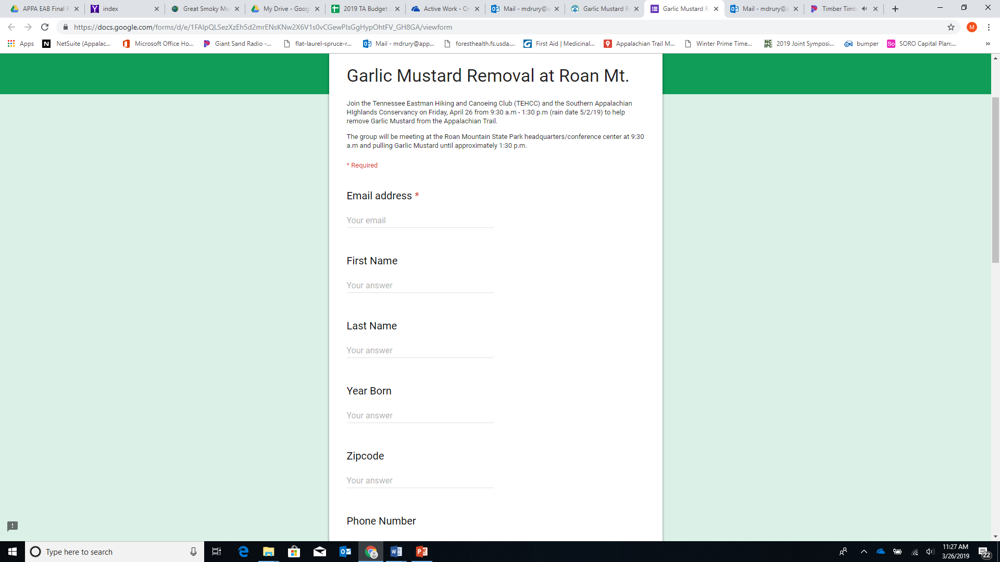 APPA EAB Final R
index
Great Smoky Mo
My Drive - Goog
2019 TA Budget
Active Work - On
Mail - mdrury@a
Garlic Mustard R
Garlic Mustard R
Mail - mdrury@a
Timber Timb
https://docs.google.com/forms/d/e/1FAIpQLSezXzEh5d2mrENsKNw2X6V1s0vCGewPlsGgHypOhtFV_GH8GA/viewform
M
Apps
NetSuite (Appalac...
Microsoft Office Ho...
Giant Sand Radio -...
flat-laurel-spruce-r...
Mail - mdrury@app...
foresthealth.fs.usda....
First Aid | Medicinal...
Appalachian Trail M...
Winter Prime Time...
2019 Joint Symposi...
bumper
SORO Capital Plan:...
Garlic Mustard Removal at Roan Mt.
Join the Tennessee Eastman Hiking and Canoeing Club (TEHCC) and the Southern Appalachian
HIghlands Conservancy on Friday, April 26 from 9:30 a.m - 1:30 p.m (rain date 5/2/19) to help
remove Garlic Mustard from the Appalachian Trail.
The group will be meeting at the Roan Mountain State Park headquarters/conference center at 9:30
a.m and pulling Garlic Mustard until approximately 1:30 p.m.
* Required
Email address *
Your email
First Name
Your answer
Last Name
Your answer
Year Born
Your answer
Zipcode
Your answer
Phone Number
Type here to search
11:27 AM
3/26/2019
22